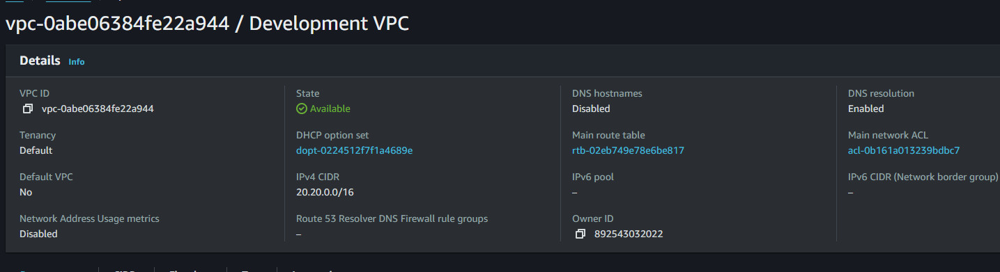 vpc-0abe06384fe22a944 / Development VPC
Details Info
VPC ID
vpc-0abe06384fe22a944
State
Available
DNS hostnames
Disabled
DNS resolution
Enabled
Tenancy
Default
DHCP option set
dopt-0224512f7f1a4689e
Main route table
rtb-02eb749e78e6be817
Main network ACL
acl-0b161a013239bdbc7
Default VPC
No
IPv4 CIDR
20.20.0.0/16
IPv6 pool
–
IPv6 CIDR (Network border group)
–
Network Address Usage metrics
Disabled
Route 53 Resolver DNS Firewall rule groups
–
Owner ID
892543032022